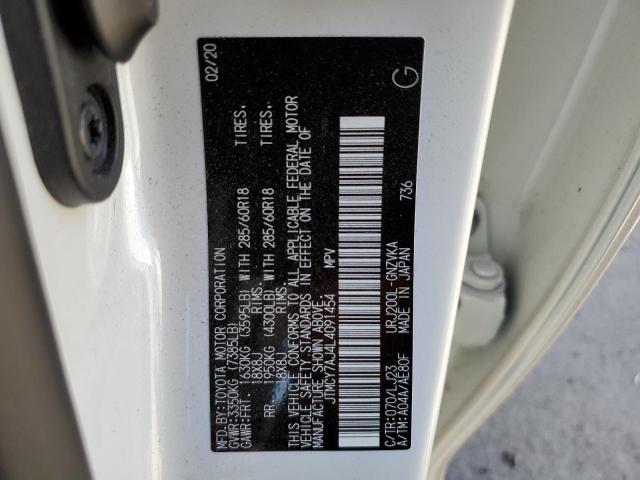 MFD.BY:TOYOTA MOTOR CORPORATION 02/20
GVWR:3350KG (7385LB)
GAWR:FRT. 1630KG (3595LB) WITH 285/60R18 TIRES,
18X8J RIMS,
RR. 1950KG (4300LB) WITH 285/60R18 TIRES,
18X8J RIMS,
THIS VEHICLE CONFORMS TO ALL APPLICABLE FEDERAL MOTOR
VEHICLE SAFETY STANDARDS IN EFFECT ON THE DATE OF
MANUFACTURE SHOWN ABOVE.
JTMCY7AJ4L4091454 MPV
C/TR:070/LJ23 URJ200L-GNZVKA 736
A/TM:A04A/AE80F MADE IN JAPAN
G